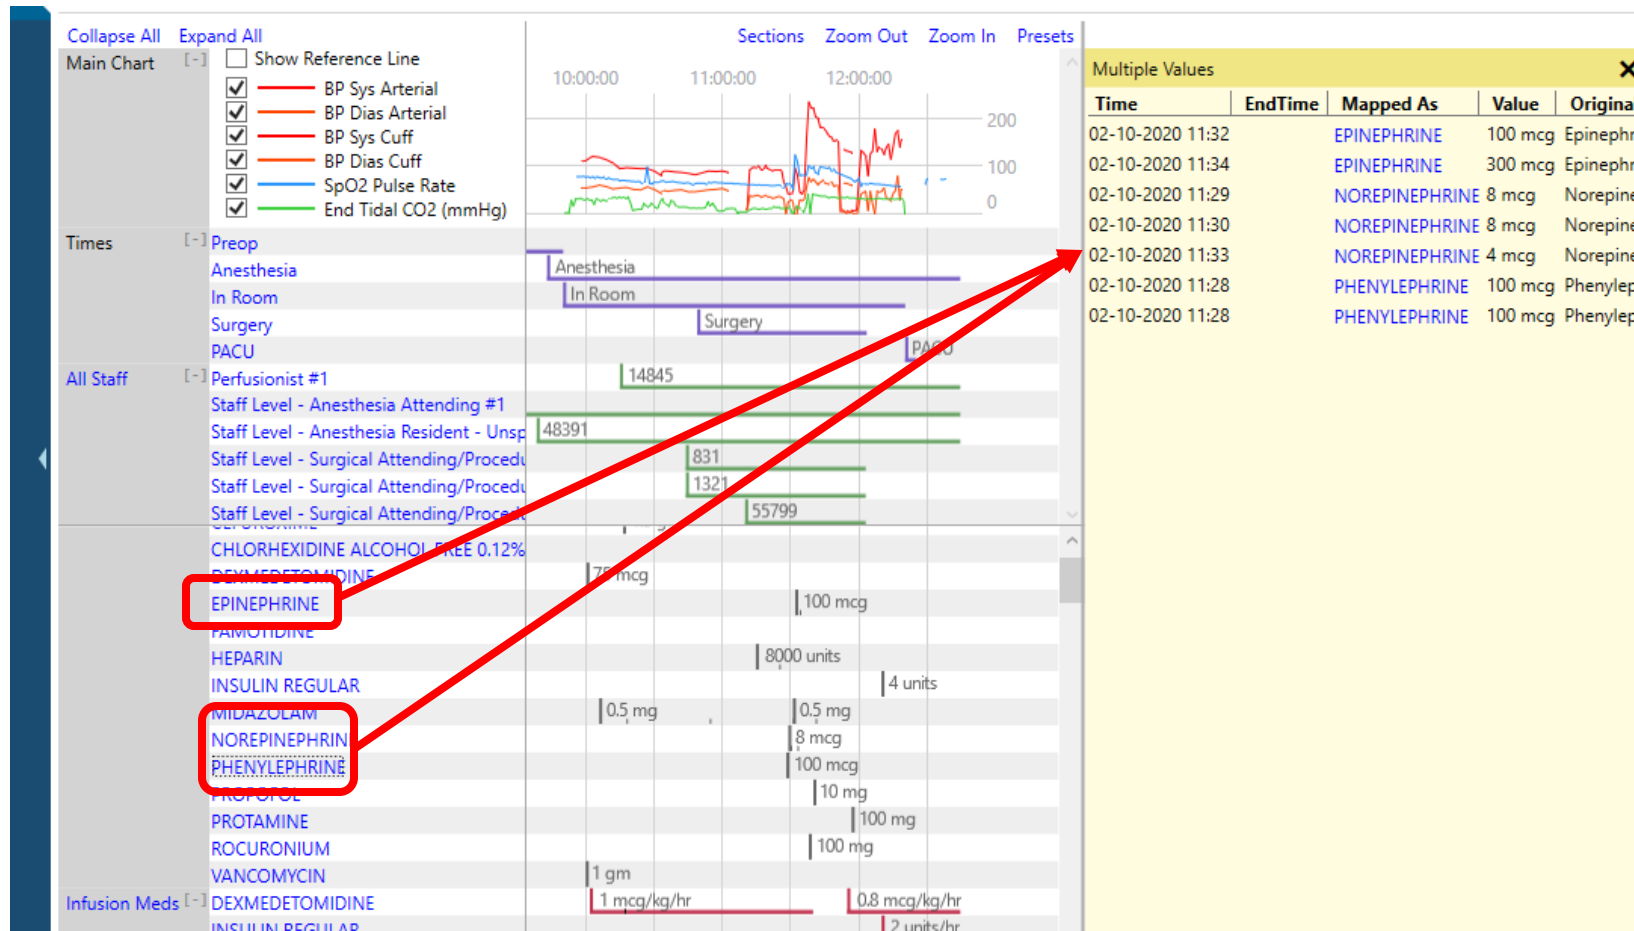 Collapse All Expand All Sections Zoom Out Zoom In Presets
Main Chart [-] Show Reference Line
BP Sys Arterial
BP Dias Arterial
BP Sys Cuff
BP Dias Cuff
SpO2 Pulse Rate
End Tidal CO2 (mmHg)
10:00:00 11:00:00 12:00:00
200
100
0
Times [-] Preop
Anesthesia Anesthesia
In Room In Room
Surgery Surgery
PACU PACU
All Staff [-] Perfusionist #1 14845
Staff Level - Anesthesia Attending #1
Staff Level - Anesthesia Resident - Unsp 48391
Staff Level - Surgical Attending/Procedu 831
Staff Level - Surgical Attending/Procedu 1321
Staff Level - Surgical Attending/Procedu 55799
CHLORHEXIDINE ALCOHOL FREE 0.12%
DEXMEDETOMIDINE 75 mcg
EPINEPHRINE 100 mcg
FAMOTIDINE
HEPARIN 8000 units
INSULIN REGULAR 4 units
MIDAZOLAM 0.5 mg 0.5 mg
NOREPINEPHRIN 8 mcg
PHENYLEPHRINE 100 mcg
PROPOFOL 10 mg
PROTAMINE 100 mg
ROCURONIUM 100 mg
VANCOMYCIN 1 gm
Infusion Meds [-] DEXMEDETOMIDINE 1 mcg/kg/hr 0.8 mcg/kg/hr
INSULIN REGULAR 2 units/hr
Multiple Values
Time EndTime Mapped As Value Origina
02-10-2020 11:32 EPINEPHRINE 100 mcg Epinephr
02-10-2020 11:34 EPINEPHRINE 300 mcg Epinephr
02-10-2020 11:29 NOREPINEPHRINE 8 mcg Norepine
02-10-2020 11:30 NOREPINEPHRINE 8 mcg Norepine
02-10-2020 11:33 NOREPINEPHRINE 4 mcg Norepine
02-10-2020 11:28 PHENYLEPHRINE 100 mcg Phenylep
02-10-2020 11:28 PHENYLEPHRINE 100 mcg Phenylep